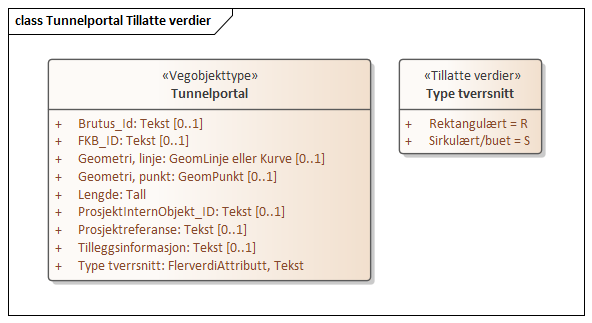 class Tunnelportal Tillatte verdier
«Vegobjekttype»
Tunnelportal
+ Brutus_Id: Tekst [0..1]
+ FKB_ID: Tekst [0..1]
+ Geometri, linje: GeomLinje eller Kurve [0..1]
+ Geometri, punkt: GeomPunkt [0..1]
+ Lengde: Tall
+ ProsjektInternObjekt_ID: Tekst [0..1]
+ Prosjektreferanse: Tekst [0..1]
+ Tilleggsinformasjon: Tekst [0..1]
+ Type tverrsnitt: FlerverdiAttributt, Tekst
«Tillatte verdier»
Type tverrsnitt
+ Rektangulært = R
+ Sirkulært/buet = S